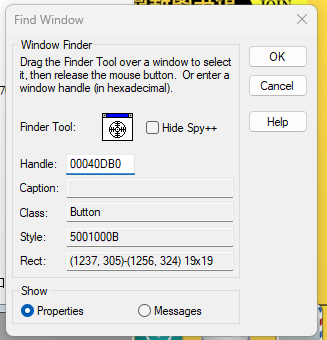 Find Window
JOIN
Window Finder
Drag the Finder Tool over a window to select
it, then release the mouse button. Or enter a
window handle (in hexadecimal).
OK
Cancel
Help
Finder Tool:
Hide Spy++
Handle: 00040DB0
Caption:
Class: Button
Style: 5001000B
Rect: (1237, 305)-(1256, 324) 19x19
Show
Properties
Messages